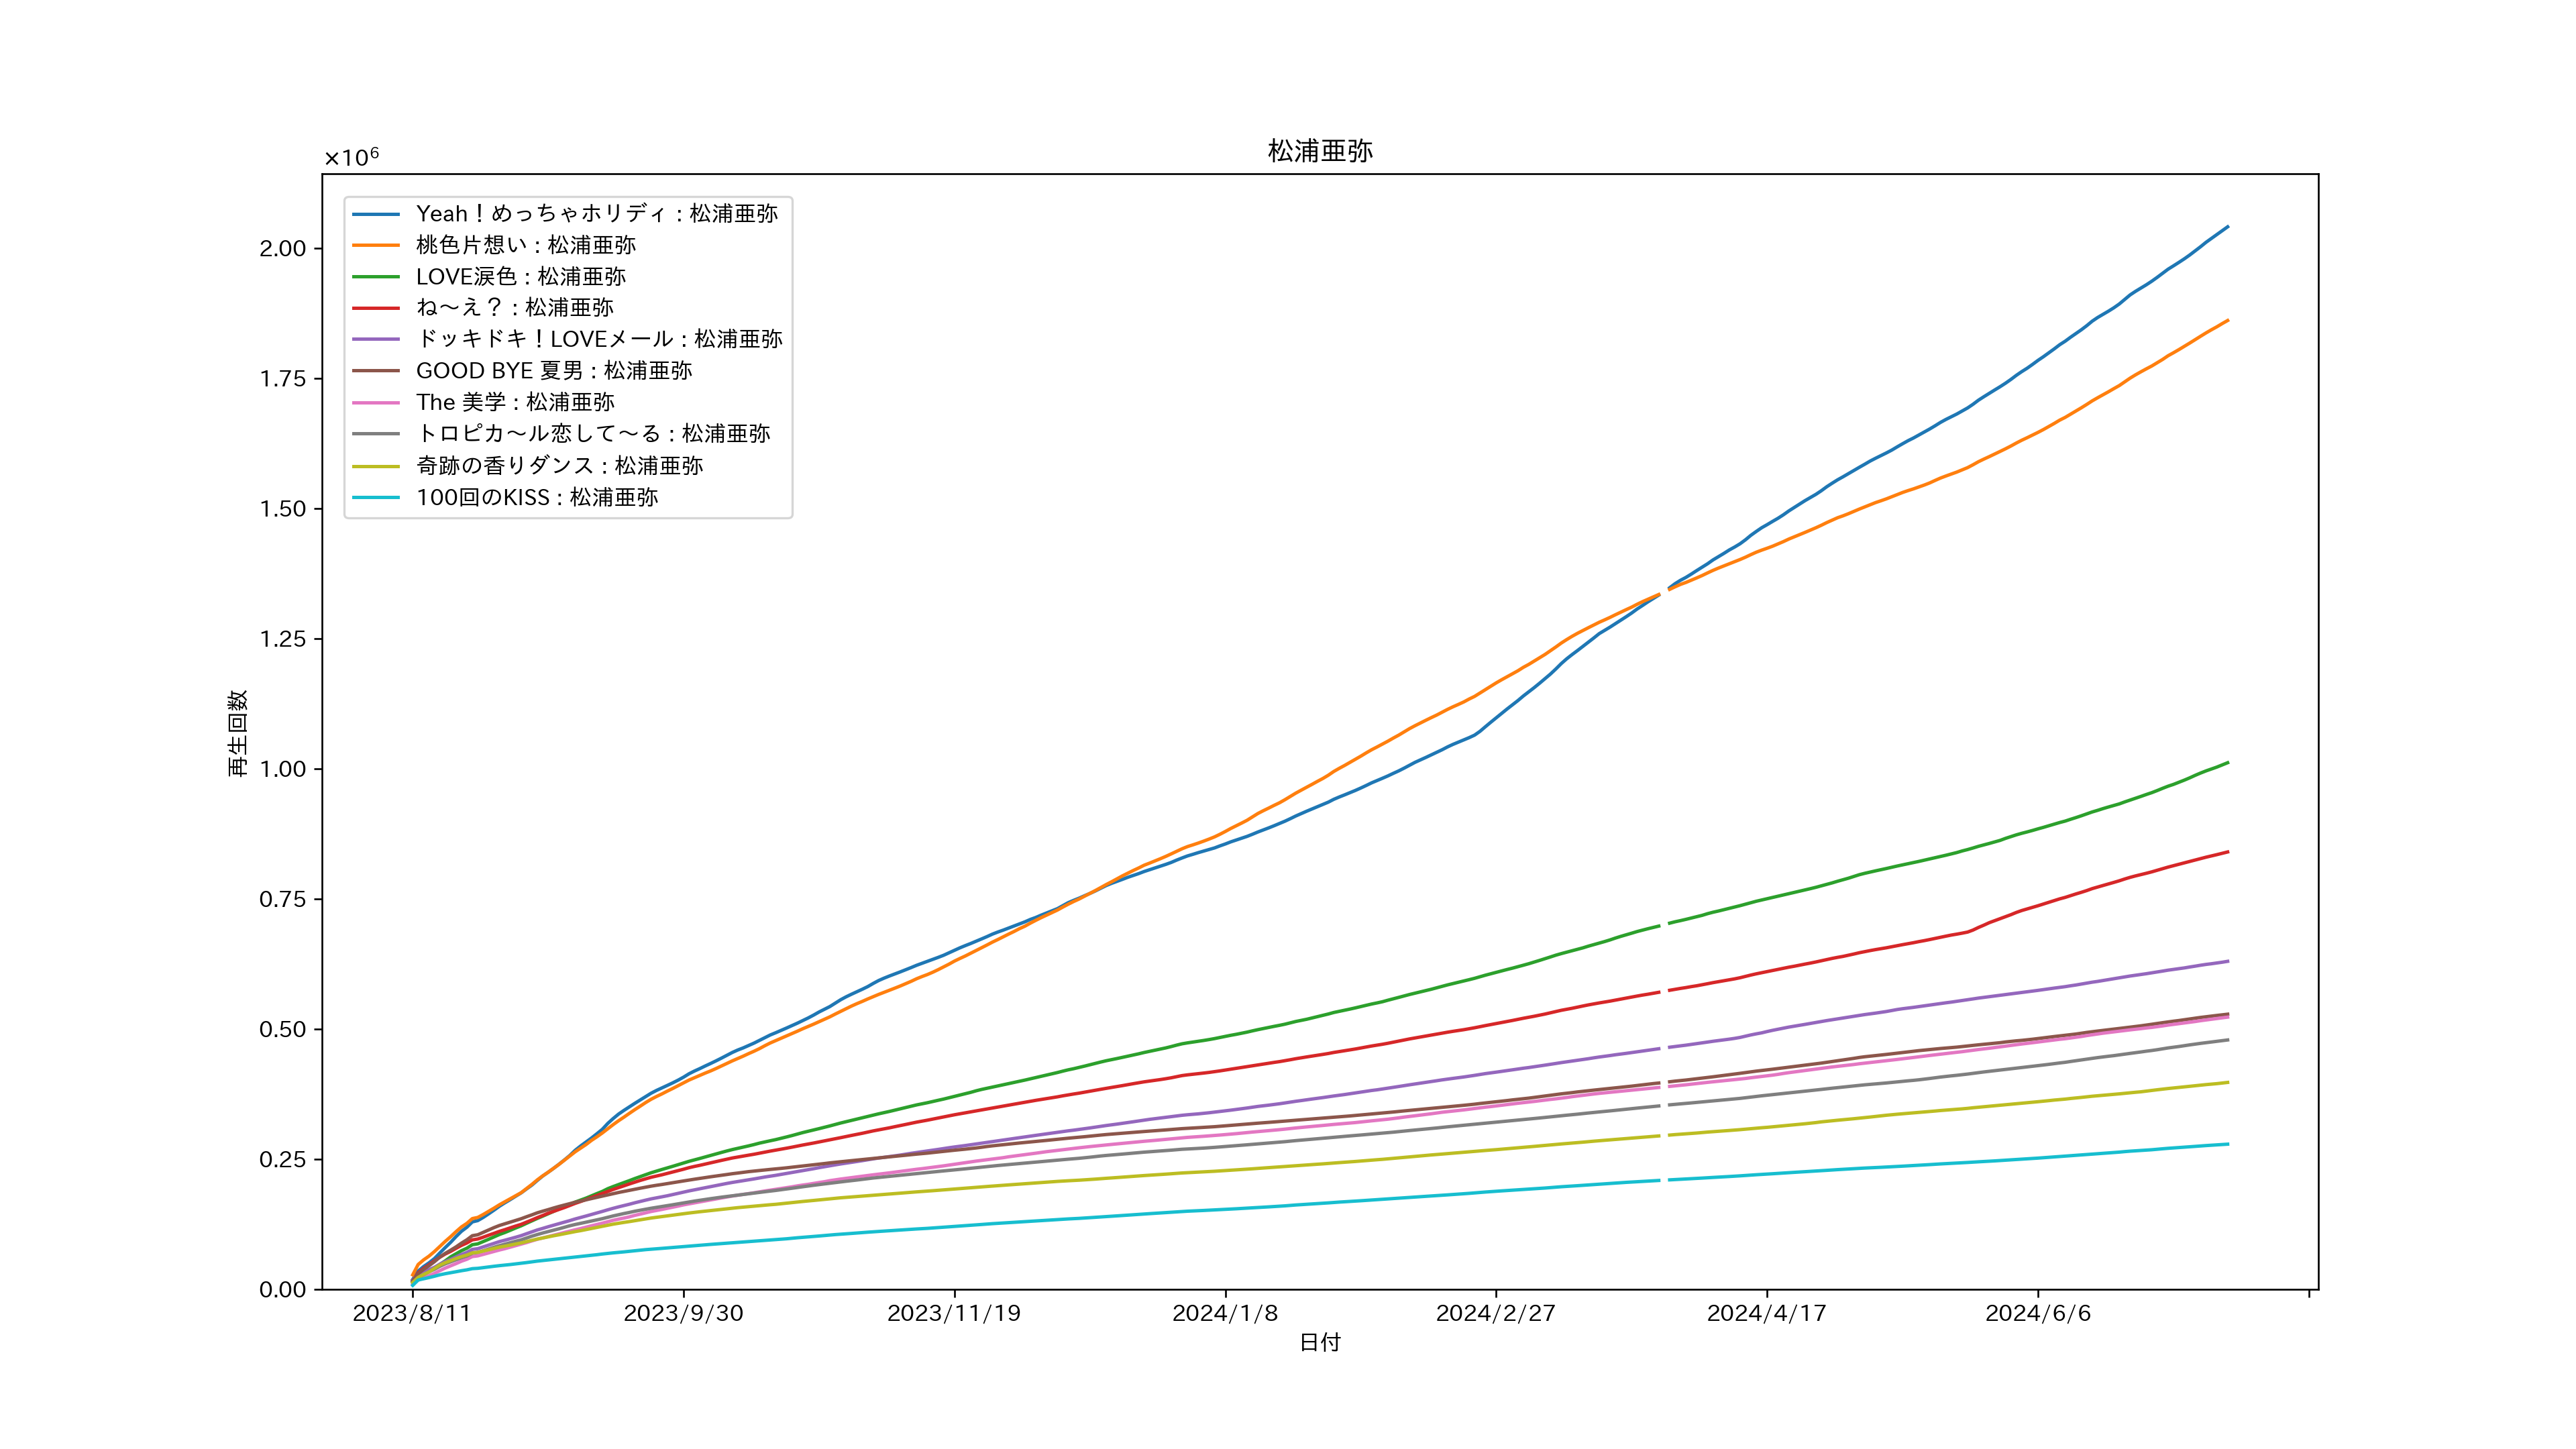 松浦亜弥
×10⁶
Yeah！めっちゃホリディ : 松浦亜弥
桃色片想い : 松浦亜弥
LOVE涙色 : 松浦亜弥
ね〜え？ : 松浦亜弥
ドッキドキ！LOVEメール : 松浦亜弥
GOOD BYE 夏男 : 松浦亜弥
The 美学 : 松浦亜弥
トロピカ〜ル恋して〜る : 松浦亜弥
奇跡の香りダンス : 松浦亜弥
100回のKISS : 松浦亜弥
2.00
1.75
1.50
1.25
1.00
0.75
0.50
0.25
0.00
再生回数
2023/8/11
2023/9/30
2023/11/19
2024/1/8
2024/2/27
2024/4/17
2024/6/6
日付